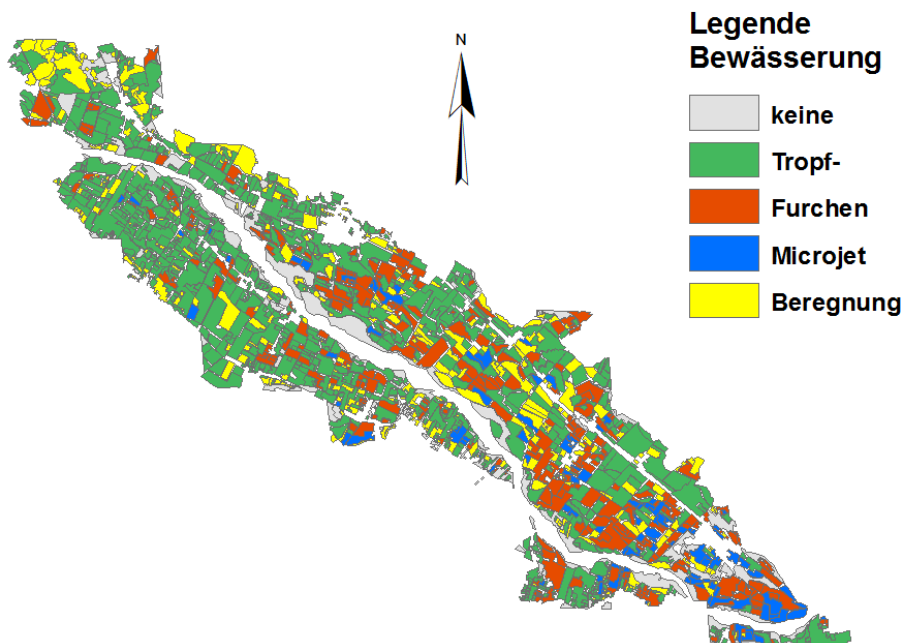 Legende
Bewässerung
N
keine
Tropf-
Furchen
Microjet
Beregnung